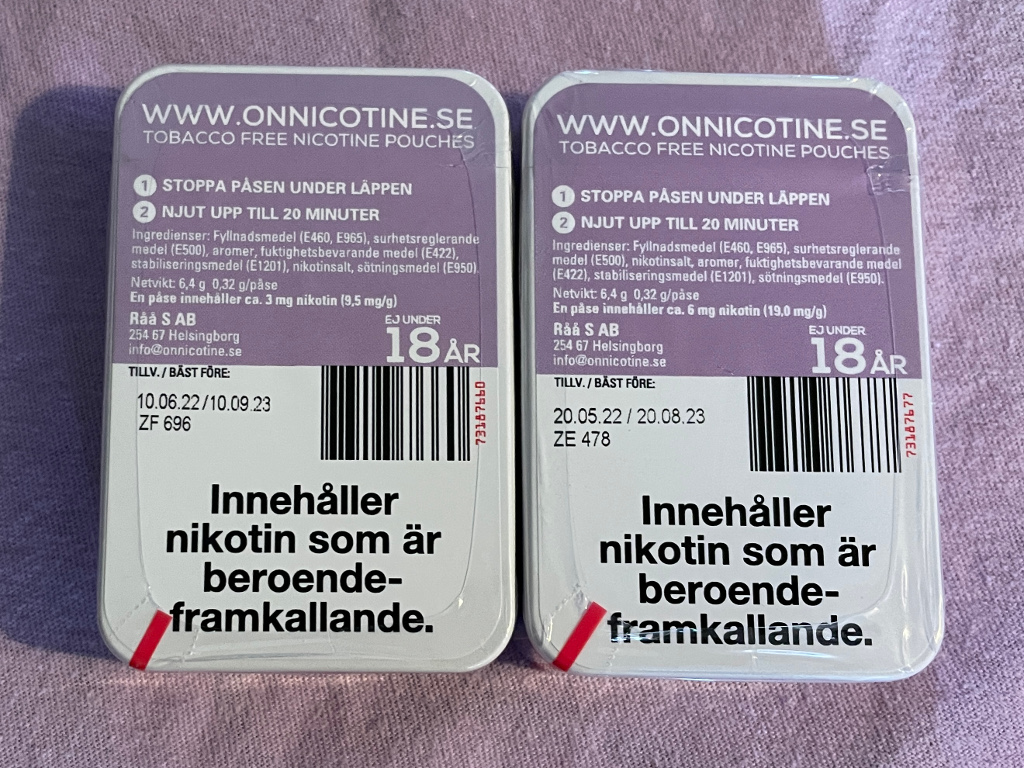 WWW.ONNICOTINE.SE
TOBACCO FREE NICOTINE POUCHES
1 STOPPA PÅSEN UNDER LÄPPEN
2 NJUT UPP TILL 20 MINUTER
Ingredienser: Fyllnadsmedel (E460, E965), surhetsreglerande
medel (E500), aromer, fuktighetsbevarande medel (E422),
stabiliseringsmedel (E1201), nikotinsalt, sötningsmedel (E950).
Netvikt: 6,4 g 0,32 g/påse
En påse innehåller ca. 3 mg nikotin (9,5 mg/g)
Råå S AB
254 67 Helsingborg
info@onnicotine.se
EJ UNDER
18 ÅR
TILLV. / BÄST FÖRE:
10.06.22/10.09.23
ZF 696
73187660
Innehåller
nikotin som är
beroende-
framkallande.
WWW.ONNICOTINE.SE
TOBACCO FREE NICOTINE POUCHES
1 STOPPA PÅSEN UNDER LÄPPEN
2 NJUT UPP TILL 20 MINUTER
Ingredienser: Fyllnadsmedel (E460, E965), surhetsreglerande
medel (E500), nikotinsalt, aromer, fuktighetsbevarande medel
(E422), stabiliseringsmedel (E1201), sötningsmedel (E950).
Netvikt: 6,4 g 0,32 g/påse
En påse innehåller ca. 6 mg nikotin (19,0 mg/g)
Råå S AB
254 67 Helsingborg
info@onnicotine.se
EJ UNDER
18 ÅR
TILLV. / BÄST FÖRE:
20.05.22 / 20.08.23
ZE 478
73187677
Innehåller
nikotin som är
beroende-
framkallande.